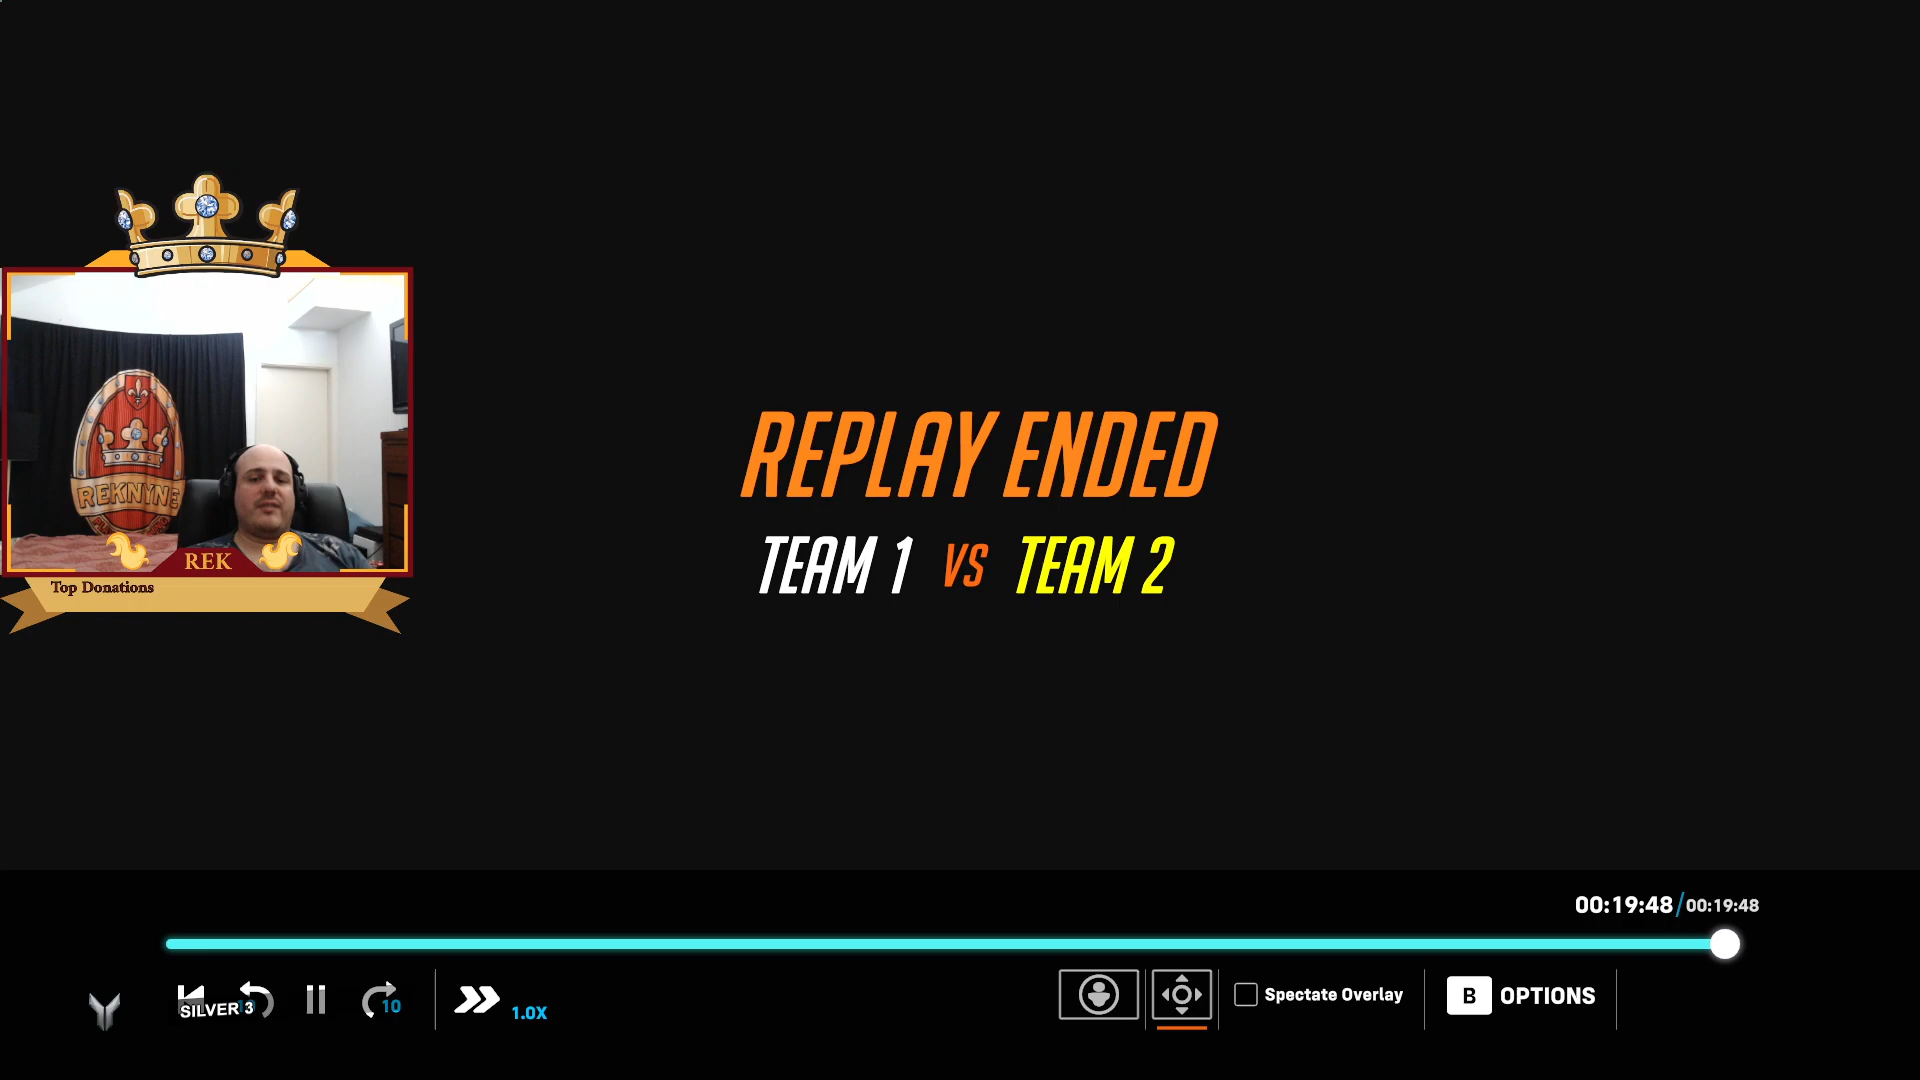 REPLAY ENDED
TEAM 1 VS TEAM 2
REKNYNE
REK
Top Donations
00:19:48/00:19:48
SILVER 3
10
1.0X
Spectate Overlay
B OPTIONS